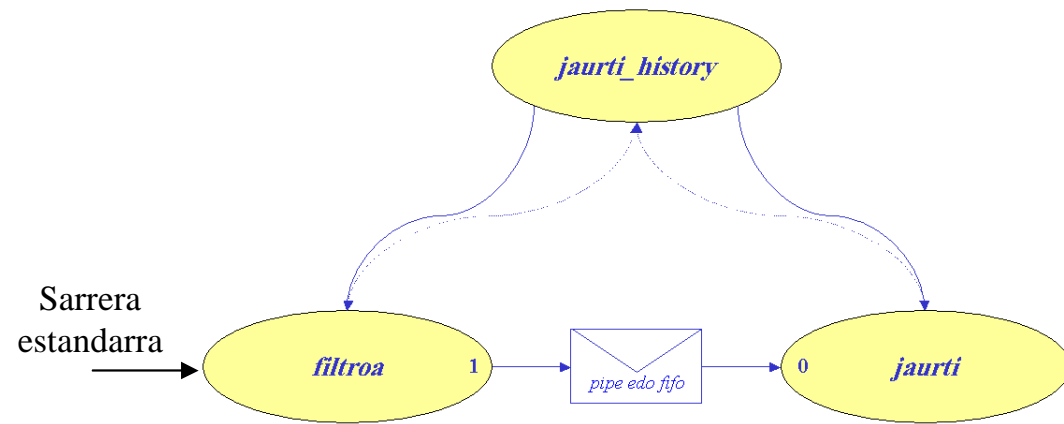 jaurti_history
Sarrera
estandarra
filtroa
1
pipe edo fifo
0
jaurti